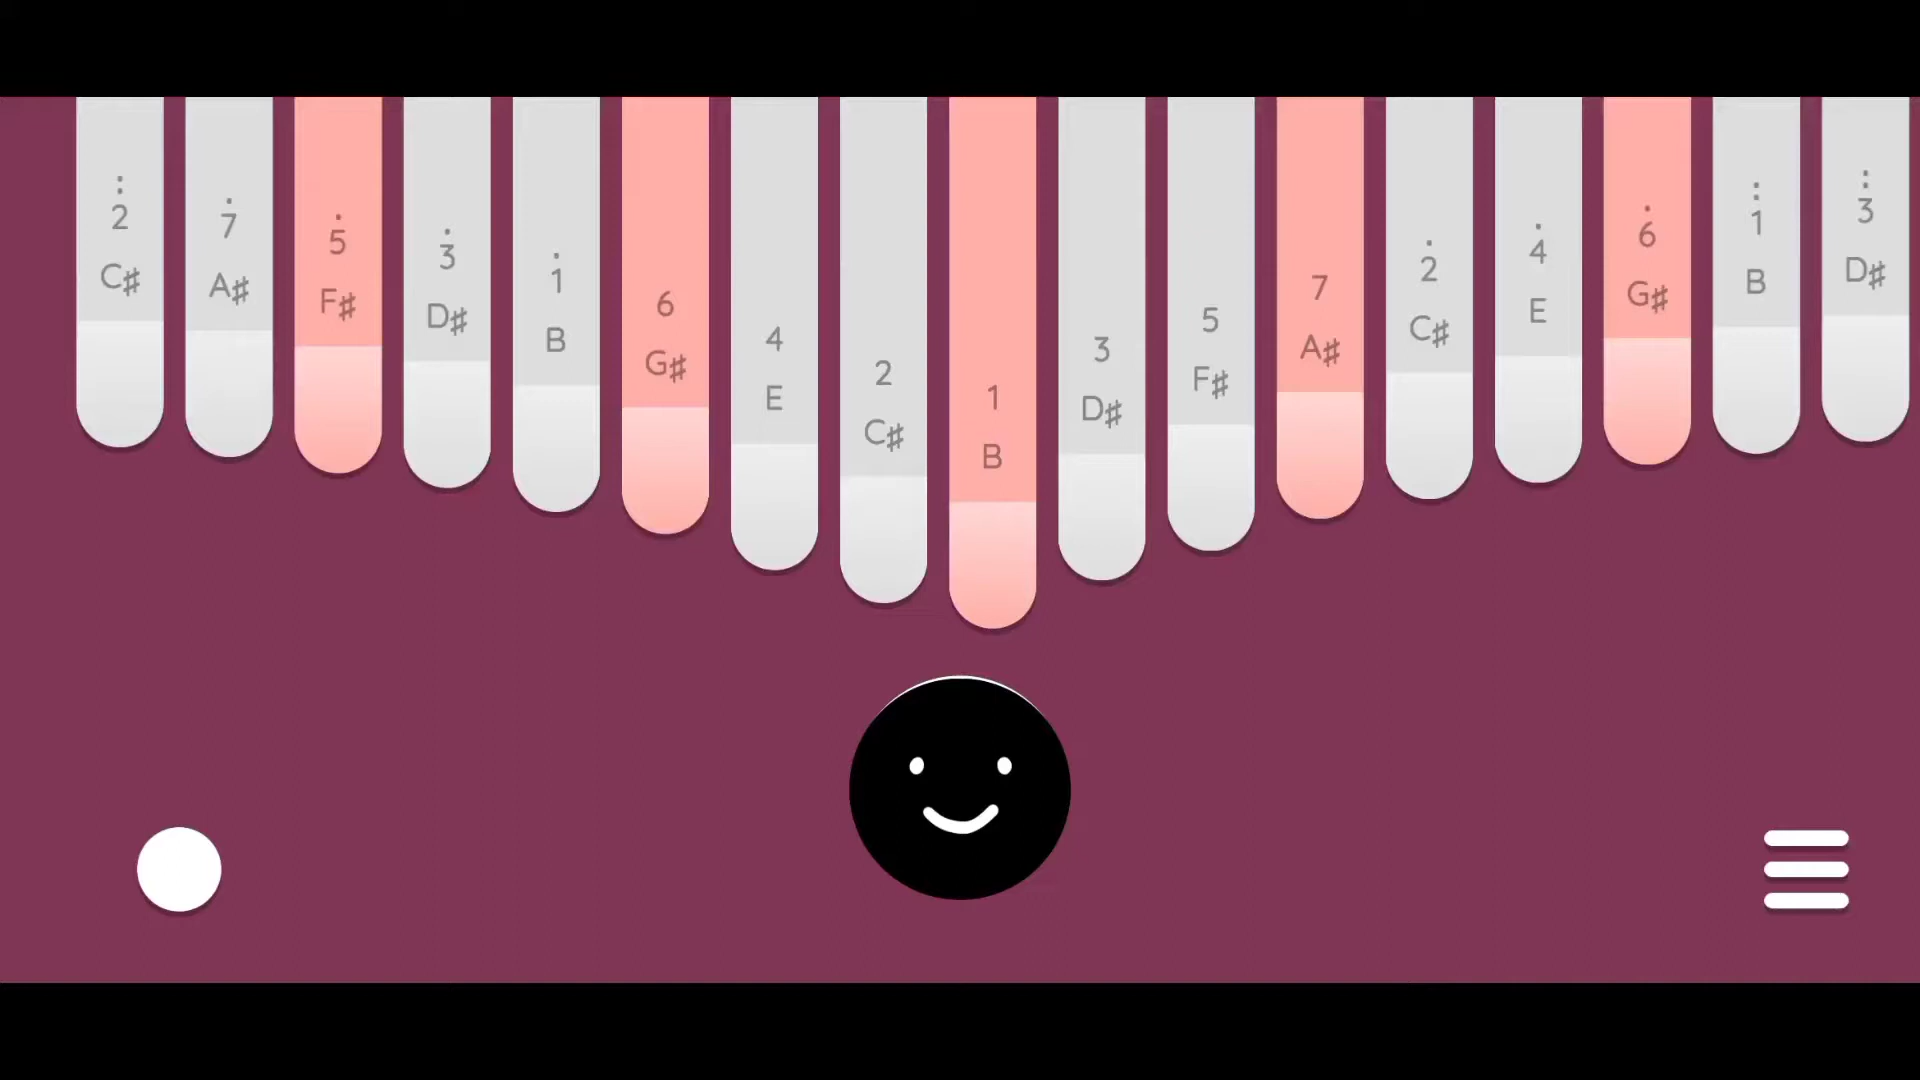 2̈ 7̇ 5̇ 3̇ 1̇ 6 4 2 1 3 5 7 2̇ 4̇ 6̇ 1̈ 3̈
C♯ A♯ F♯ D♯ B G♯ E C♯ B D♯ F♯ A♯ C♯ E G♯ B D♯